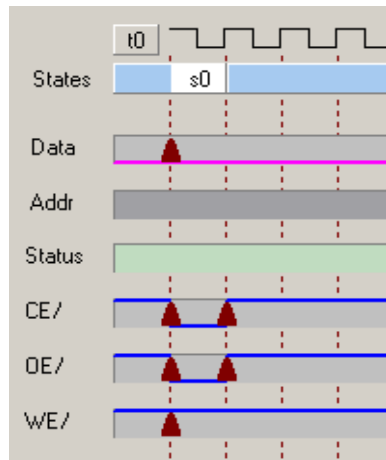 t0
States s0
Data
Addr
Status
CE/
OE/
WE/